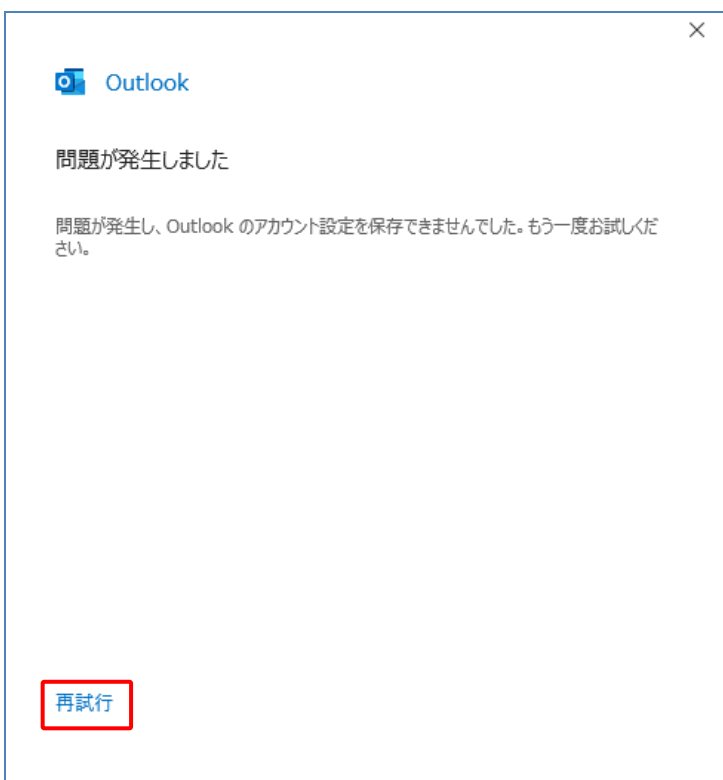 Outlook
問題が発生しました
問題が発生し、Outlook のアカウント設定を保存できませんでした。もう一度お試しくだ
さい。
再試行